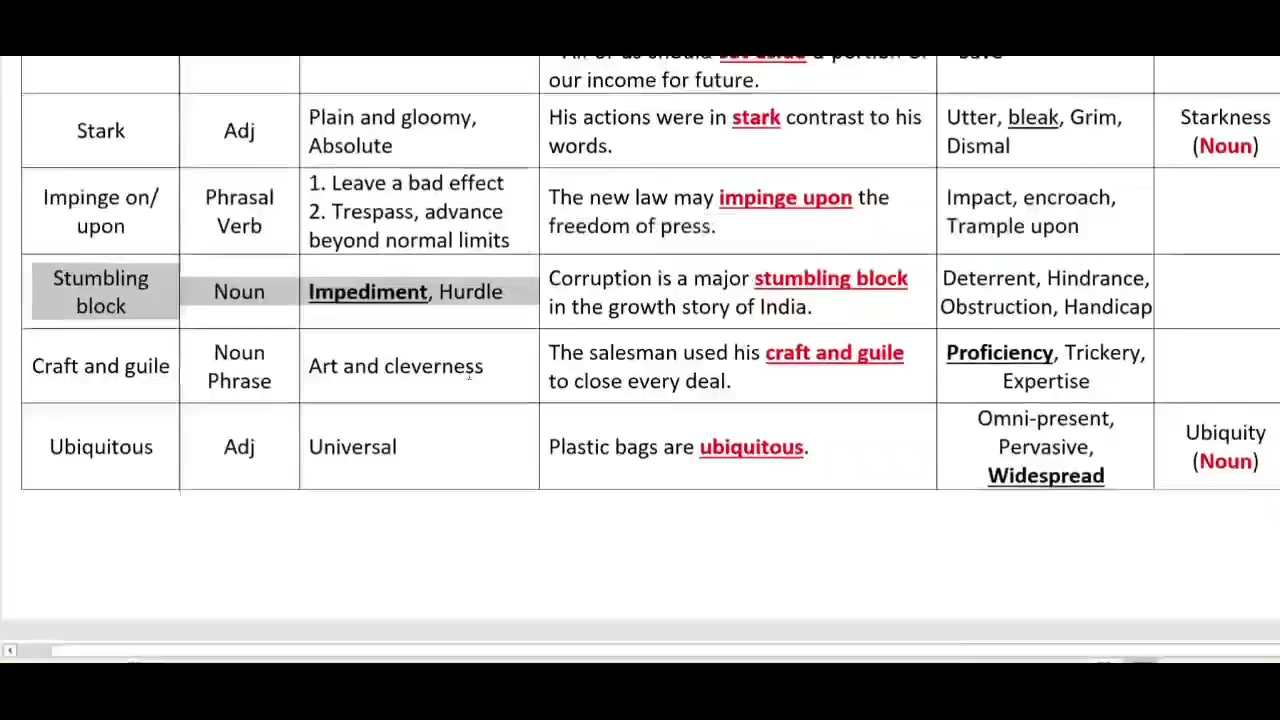 our income for future.
Stark
Adj
Plain and gloomy,
Absolute
His actions were in stark contrast to his
words.
Utter, bleak, Grim,
Dismal
Starkness
(Noun)
Impinge on/
upon
Phrasal
Verb
1. Leave a bad effect
2. Trespass, advance
beyond normal limits
The new law may impinge upon the
freedom of press.
Impact, encroach,
Trample upon
Stumbling
block
Noun
Impediment, Hurdle
Corruption is a major stumbling block
in the growth story of India.
Deterrent, Hindrance,
Obstruction, Handicap
Craft and guile
Noun
Phrase
Art and cleverness
The salesman used his craft and guile
to close every deal.
Proficiency, Trickery,
Expertise
Ubiquitous
Adj
Universal
Plastic bags are ubiquitous.
Omni-present,
Pervasive,
Widespread
Ubiquity
(Noun)